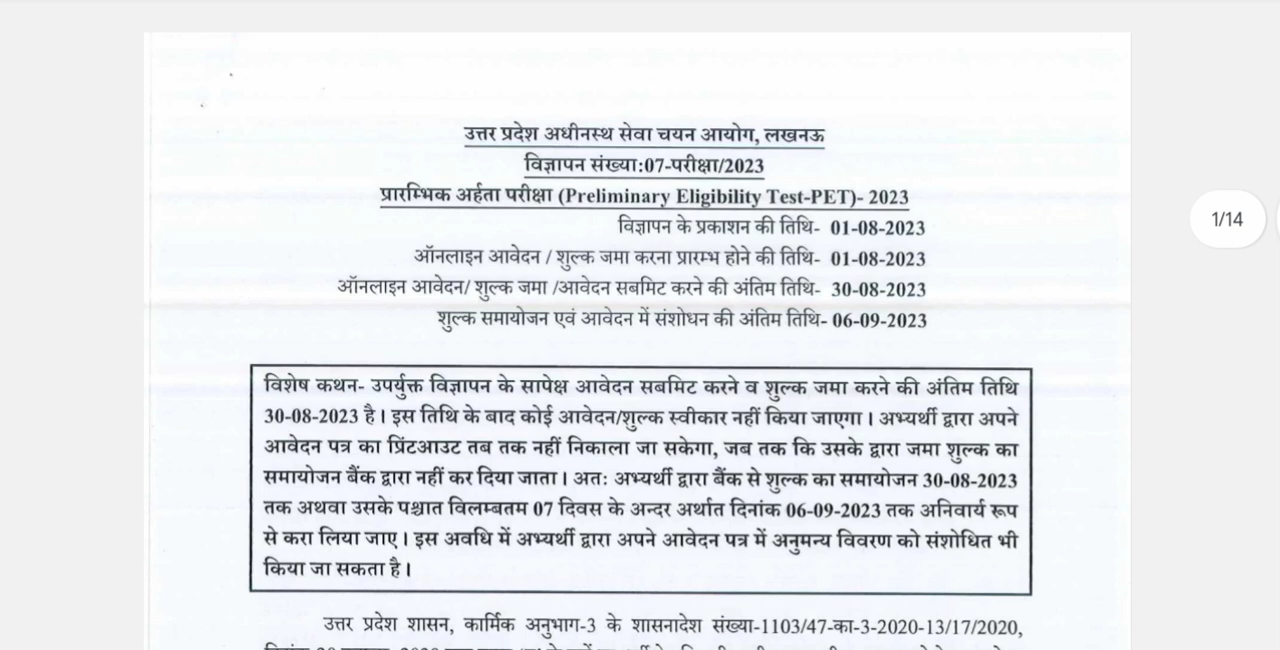 उत्तर प्रदेश अधीनस्थ सेवा चयन आयोग, लखनऊ
विज्ञापन संख्या:07-परीक्षा/2023
प्रारम्भिक अर्हता परीक्षा (Preliminary Eligibility Test-PET)- 2023
विज्ञापन के प्रकाशन की तिथि- 01-08-2023
ऑनलाइन आवेदन / शुल्क जमा करना प्रारम्भ होने की तिथि- 01-08-2023
ऑनलाइन आवेदन/ शुल्क जमा /आवेदन सबमिट करने की अंतिम तिथि- 30-08-2023
शुल्क समायोजन एवं आवेदन में संशोधन की अंतिम तिथि- 06-09-2023
1/14
विशेष कथन- उपर्युक्त विज्ञापन के सापेक्ष आवेदन सबमिट करने व शुल्क जमा करने की अंतिम तिथि
30-08-2023 है। इस तिथि के बाद कोई आवेदन/शुल्क स्वीकार नहीं किया जाएगा। अभ्यर्थी द्वारा अपने
आवेदन पत्र का प्रिंटआउट तब तक नहीं निकाला जा सकेगा, जब तक कि उसके द्वारा जमा शुल्क का
समायोजन बैंक द्वारा नहीं कर दिया जाता। अतः अभ्यर्थी द्वारा बैंक से शुल्क का समायोजन 30-08-2023
तक अथवा उसके पश्चात विलम्बतम 07 दिवस के अन्दर अर्थात दिनांक 06-09-2023 तक अनिवार्य रूप
से करा लिया जाए। इस अवधि में अभ्यर्थी द्वारा अपने आवेदन पत्र में अनुमन्य विवरण को संशोधित भी
किया जा सकता है।
उत्तर प्रदेश शासन, कार्मिक अनुभाग-3 के शासनादेश संख्या-1103/47-का-3-2020-13/17/2020,